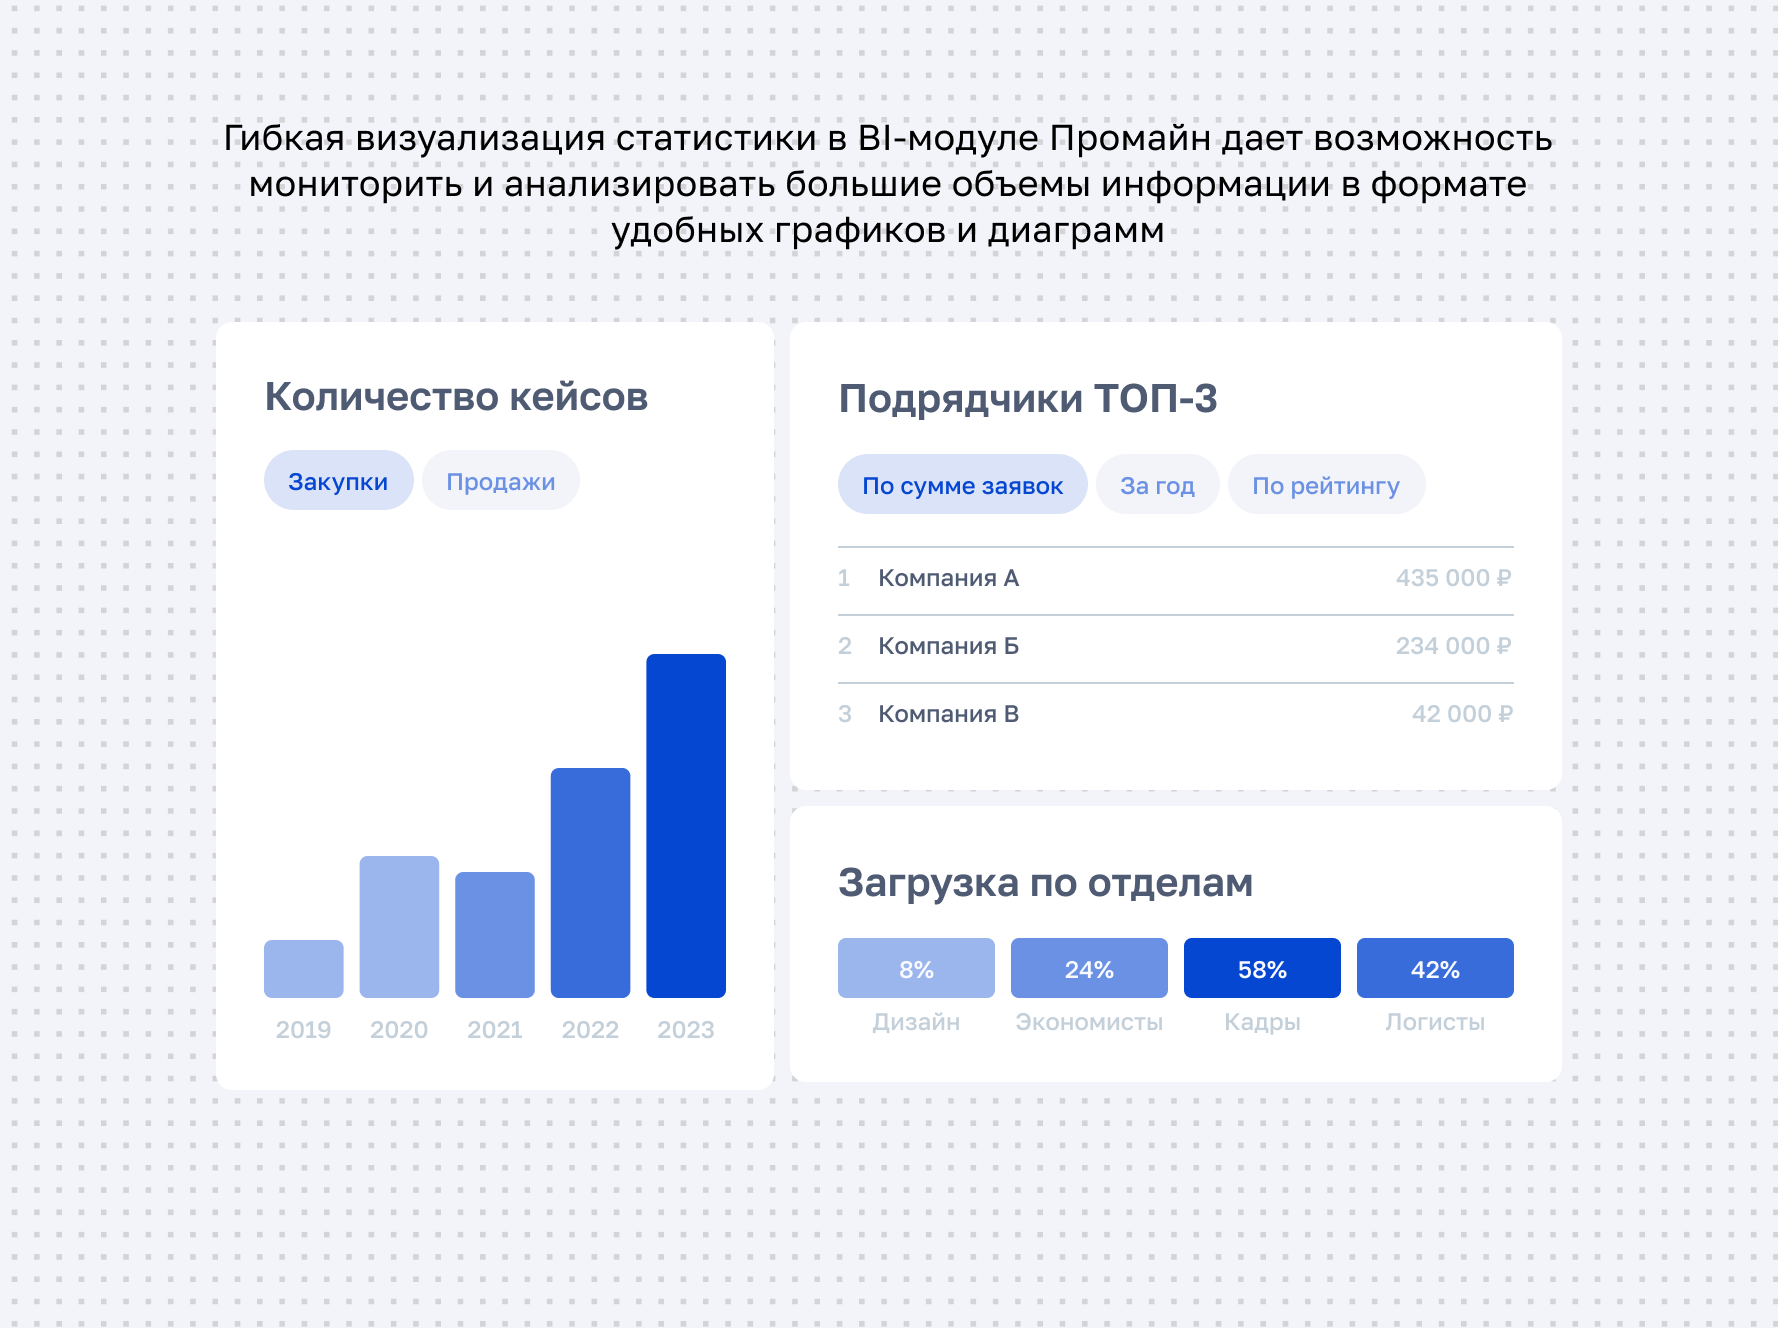 Гибкая визуализация статистики в BI-модуле Промайн дает возможность
мониторить и анализировать большие объемы информации в формате
удобных графиков и диаграмм
Количество кейсов
Закупки Продажи
2019 2020 2021 2022 2023
Подрядчики ТОП-3
По сумме заявок За год По рейтингу
1 Компания А 435 000 ₽
2 Компания Б 234 000 ₽
3 Компания В 42 000 ₽
Загрузка по отделам
8% 24% 58% 42%
Дизайн Экономисты Кадры Логисты